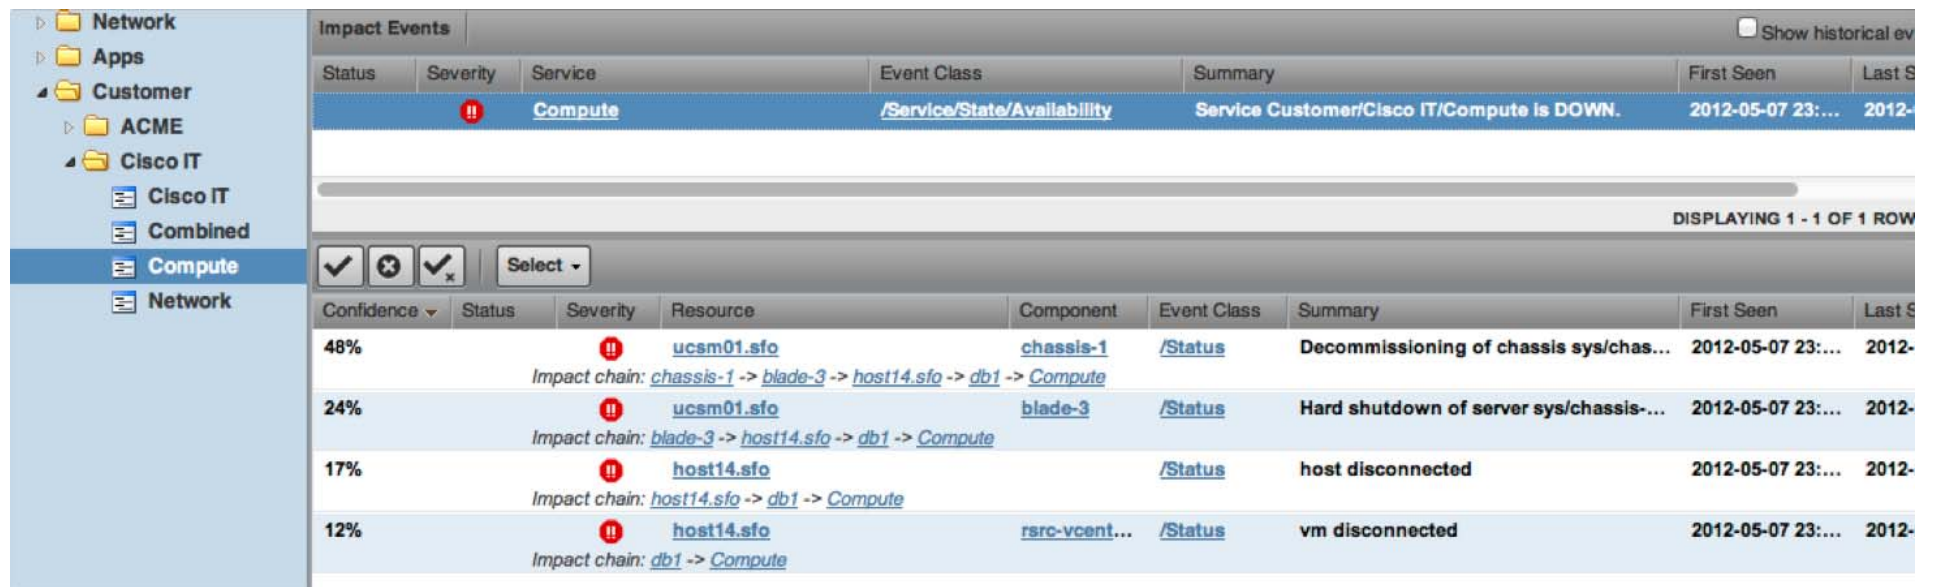 Network
Apps
Customer
ACME
Cisco IT
Cisco IT
Combined
Compute
Network
Impact Events Show historical ev
Status Severity Service Event Class Summary First Seen Last S
Compute /Service/State/Availability Service Customer/Cisco IT/Compute is DOWN. 2012-05-07 23:... 2012-
DISPLAYING 1 - 1 OF 1 ROW
Select
Confidence Status Severity Resource Component Event Class Summary First Seen Last S
48% ucsm01.sfo chassis-1 /Status Decommissioning of chassis sys/chas... 2012-05-07 23:... 2012-
Impact chain: chassis-1 -> blade-3 -> host14.sfo -> db1 -> Compute
24% ucsm01.sfo blade-3 /Status Hard shutdown of server sys/chassis-... 2012-05-07 23:... 2012-
Impact chain: blade-3 -> host14.sfo -> db1 -> Compute
17% host14.sfo /Status host disconnected 2012-05-07 23:... 2012-
Impact chain: host14.sfo -> db1 -> Compute
12% host14.sfo rsrc-vcent... /Status vm disconnected 2012-05-07 23:... 2012-
Impact chain: db1 -> Compute